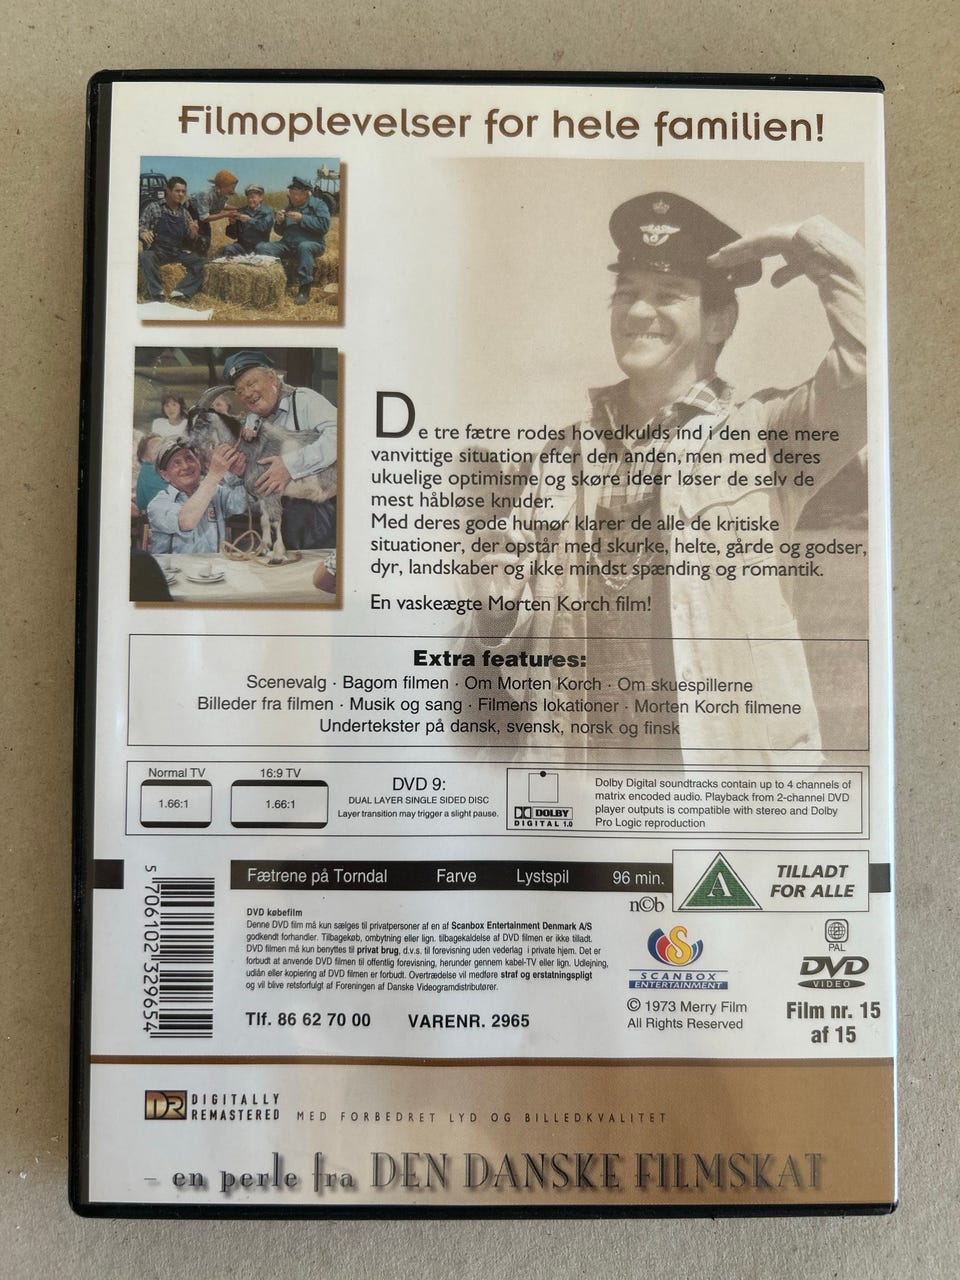 Filmoplevelser for hele familien!
De tre fætre rodes hovedkulds ind i den ene mere
vanvittige situation efter den anden, men med deres
ukuelige optimisme og skøre ideer løser de selv de
mest håbløse knuder.
Med deres gode humør klarer de alle de kritiske
situationer, der opstår med skurke, helte, gårde og godser,
dyr, landskaber og ikke mindst spænding og romantik.
En vaskeægte Morten Korch film!
Extra features:
Scenevalg · Bagom filmen · Om Morten Korch · Om skuespillerne
Billeder fra filmen · Musik og sang · Filmens lokationer · Morten Korch filmene
Undertekster på dansk, svensk, norsk og finsk
Normal TV
1.66:1
16:9 TV
1.66:1
DVD 9:
DUAL LAYER SINGLE SIDED DISC
Layer transition may trigger a slight pause.
DOLBY
DIGITAL 1.0
Dolby Digital soundtracks contain up to 4 channels of
matrix encoded audio. Playback from 2-channel DVD
player outputs is compatible with stereo and Dolby
Pro Logic reproduction
Fætrene på Torndal Farve Lystspil 96 min.
A
TILLADT
FOR ALLE
5 706102 329654
DVD købefilm
Denne DVD film må kun sælges til privatpersoner af en af Scanbox Entertainment Denmark A/S
godkendt forhandler. Tilbagekøb, ombytning eller lign. tilbagekaldelse af DVD filmen er ikke tilladt.
DVD filmen må kun benyttes til privat brug, d.v.s. til forevisning uden vederlag i private hjem. Det er
forbudt at anvende DVD filmen til offentlig forevisning, herunder gennem kabel-TV eller lign. Udlejning,
udlån eller kopiering af DVD filmen er forbudt. Overtrædelse vil medføre straf og erstatningspligt
og vil blive retsforfulgt af Foreningen af Danske Videogramdistributører.
Tlf. 86 62 70 00 VARENR. 2965
n©b
S
SCANBOX
ENTERTAINMENT
© 1973 Merry Film
All Rights Reserved
PAL
DVD
VIDEO
Film nr. 15
af 15
DR DIGITALLY
REMASTERED MED FORBEDRET LYD OG BILLEDKVALITET
– en perle fra DEN DANSKE FILMSKAT